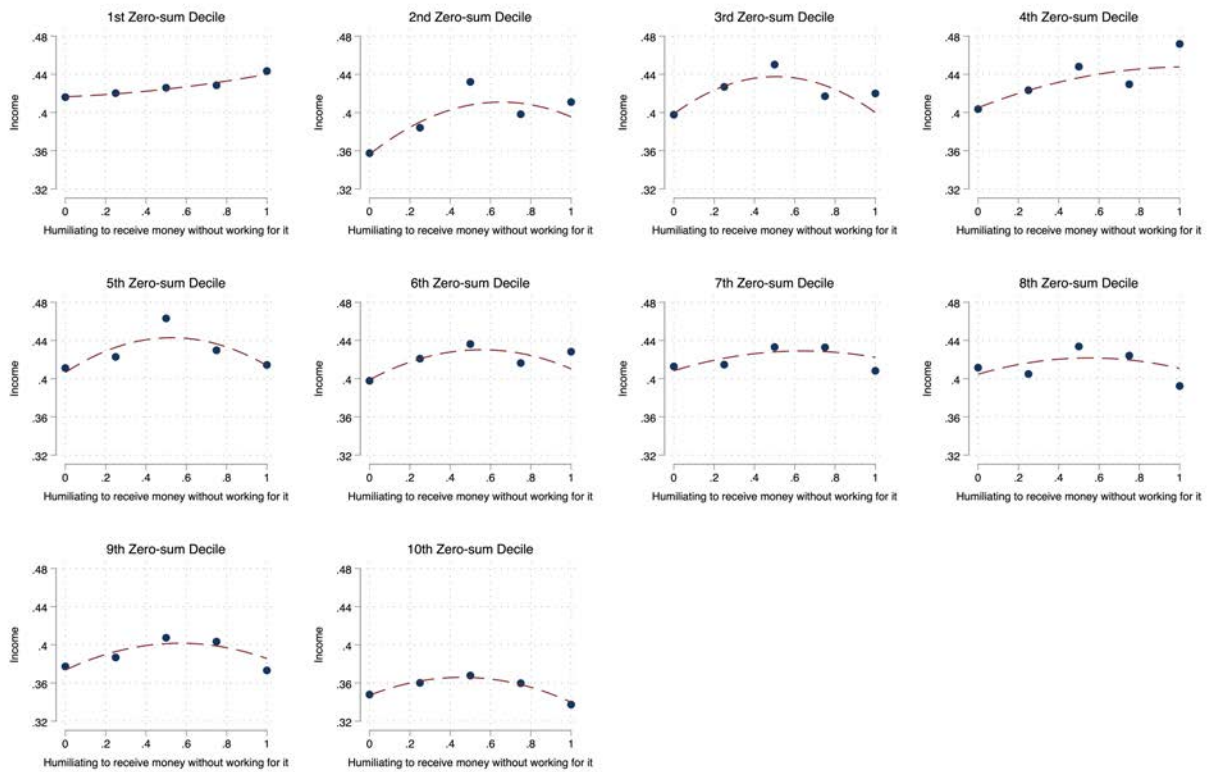 1st Zero-sum Decile
.48
.44
.4
.36
.32
Income
0 .2 .4 .6 .8 1
Humiliating to receive money without working for it
2nd Zero-sum Decile
.48
.44
.4
.36
.32
Income
0 .2 .4 .6 .8 1
Humiliating to receive money without working for it
3rd Zero-sum Decile
.48
.44
.4
.36
.32
Income
0 .2 .4 .6 .8 1
Humiliating to receive money without working for it
4th Zero-sum Decile
.48
.44
.4
.36
.32
Income
0 .2 .4 .6 .8 1
Humiliating to receive money without working for it
5th Zero-sum Decile
.48
.44
.4
.36
.32
Income
0 .2 .4 .6 .8 1
Humiliating to receive money without working for it
6th Zero-sum Decile
.48
.44
.4
.36
.32
Income
0 .2 .4 .6 .8 1
Humiliating to receive money without working for it
7th Zero-sum Decile
.48
.44
.4
.36
.32
Income
0 .2 .4 .6 .8 1
Humiliating to receive money without working for it
8th Zero-sum Decile
.48
.44
.4
.36
.32
Income
0 .2 .4 .6 .8 1
Humiliating to receive money without working for it
9th Zero-sum Decile
.48
.44
.4
.36
.32
Income
0 .2 .4 .6 .8 1
Humiliating to receive money without working for it
10th Zero-sum Decile
.48
.44
.4
.36
.32
Income
0 .2 .4 .6 .8 1
Humiliating to receive money without working for it